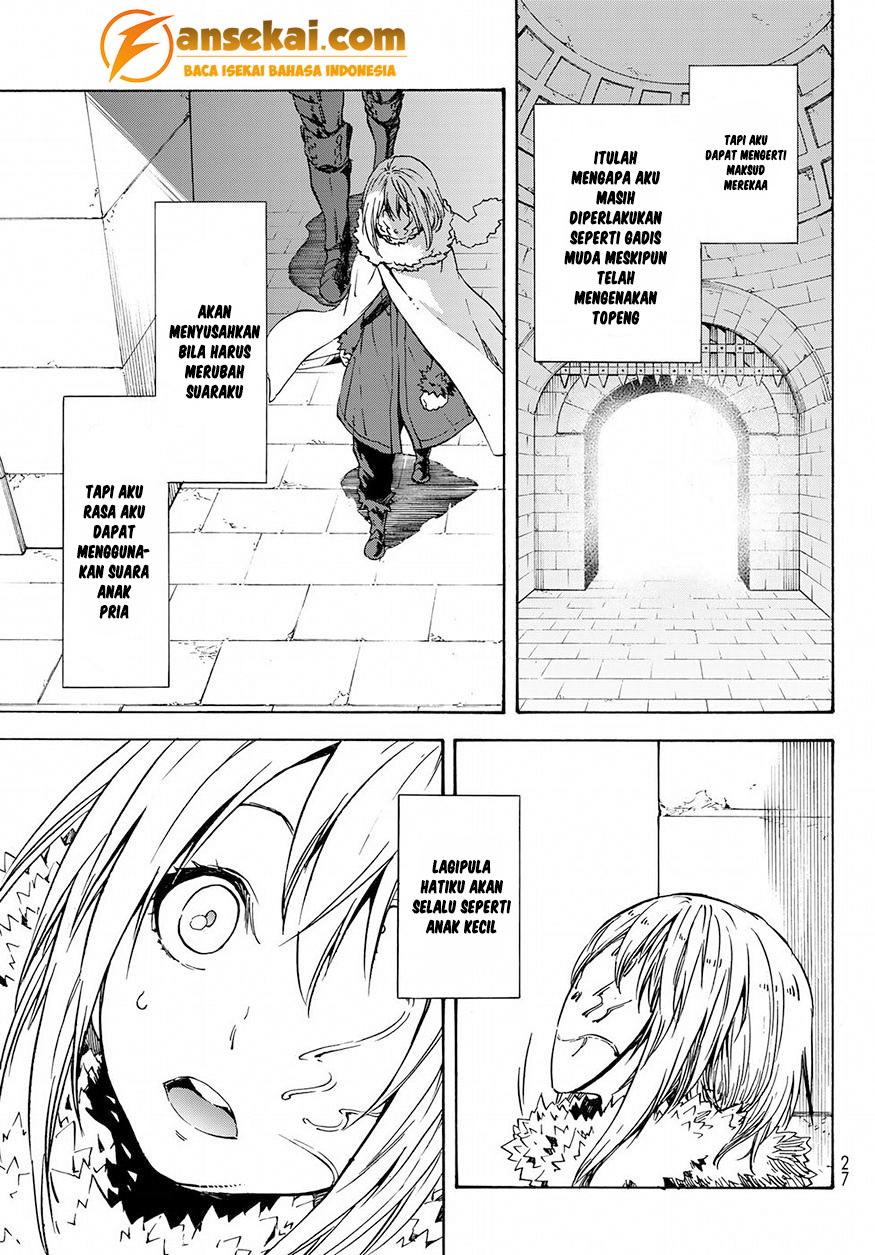 Fansekai.com
BACA ISEKAI BAHASA INDONESIA
TAPI AKU
DAPAT MENGERTI
MAKSUD
MEREKAA
ITULAH
MENGAPA AKU
MASIH
DIPERLAKUKAN
SEPERTI GADIS
MUDA MESKIPUN
TELAH
MENGENAKAN
TOPENG
AKAN
MENYUSAHKAN
BILA HARUS
MERUBAH
SUARAKU
TAPI AKU
RASA AKU
DAPAT
MENGGUNA-
KAN SUARA
ANAK
PRIA
LAGIPULA
HATIKU AKAN
SELALU SEPERTI
ANAK KECIL
27